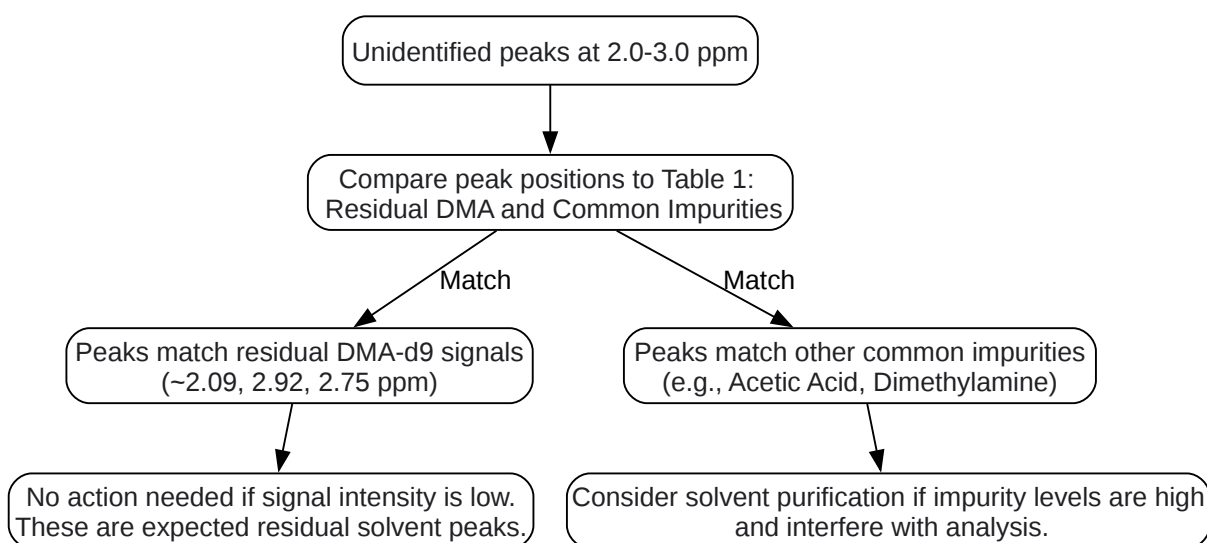 Unidentified peaks at 2.0-3.0 ppm
Compare peak positions to Table 1:
Residual DMA and Common Impurities
Match
Match
Peaks match residual DMA-d9 signals
(~2.09, 2.92, 2.75 ppm)
Peaks match other common impurities
(e.g., Acetic Acid, Dimethylamine)
No action needed if signal intensity is low.
These are expected residual solvent peaks.
Consider solvent purification if impurity levels are high
and interfere with analysis.